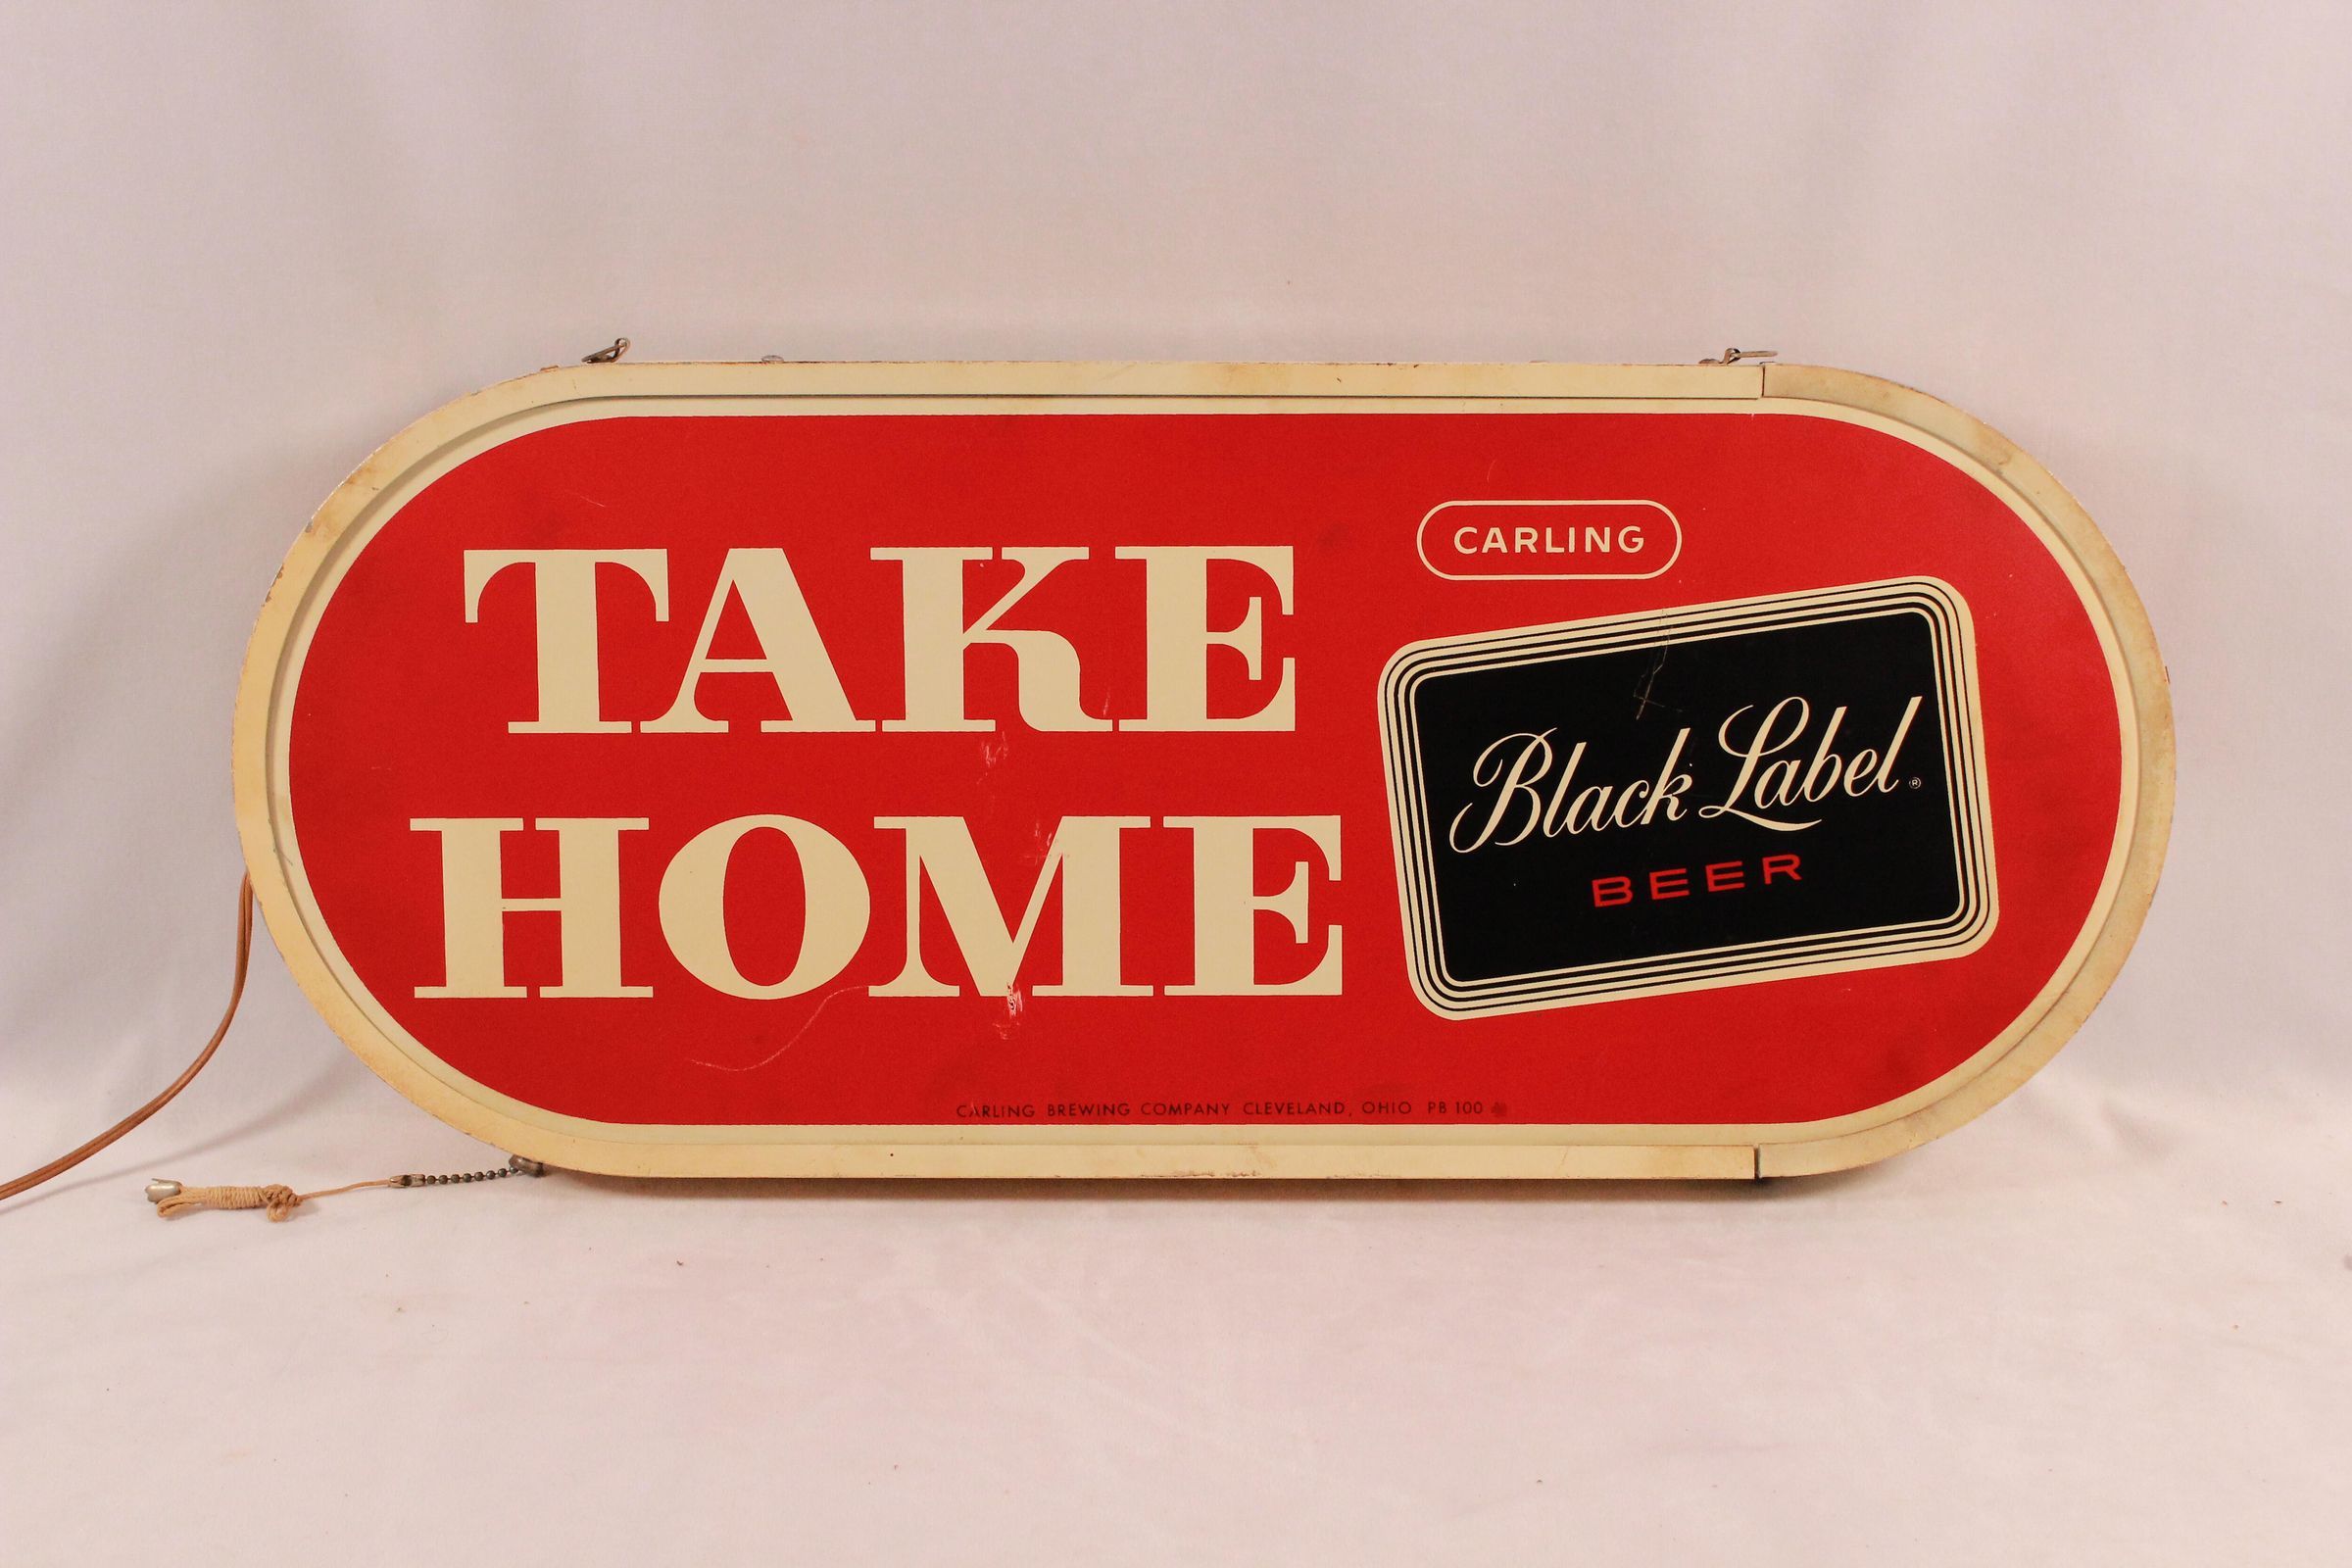 TAKE
HOME
CARLING
Black Label®
BEER
CARLING BREWING COMPANY CLEVELAND, OHIO PB 100